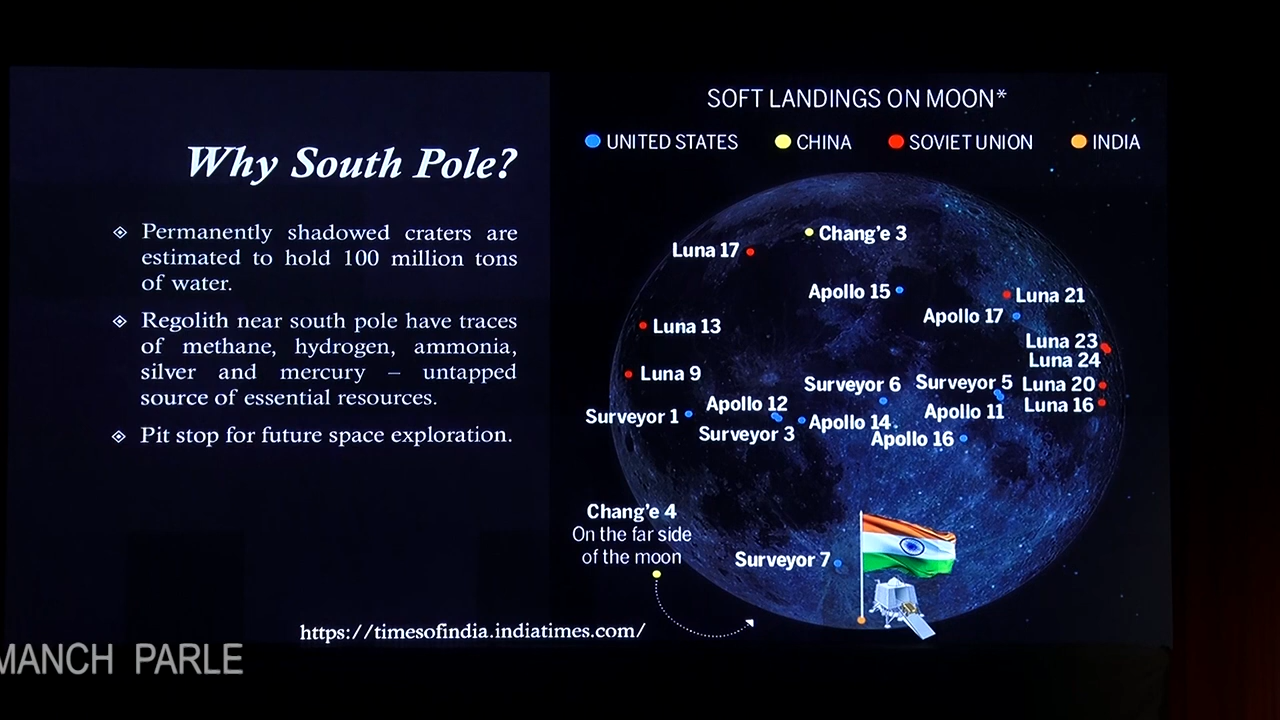 Why South Pole?
Permanently shadowed craters are
estimated to hold 100 million tons
of water.
Regolith near south pole have traces
of methane, hydrogen, ammonia,
silver and mercury – untapped
source of essential resources.
Pit stop for future space exploration.
https://timesofindia.indiatimes.com/
SOFT LANDINGS ON MOON*
UNITED STATES
CHINA
SOVIET UNION
INDIA
Chang'e 3
Luna 17
Apollo 15
Luna 21
Apollo 17
Luna 13
Luna 23
Luna 24
Luna 9
Surveyor 6
Surveyor 5
Luna 20
Apollo 12
Luna 16
Surveyor 1
Apollo 11
Apollo 14
Surveyor 3
Apollo 16
Chang'e 4
On the far side
of the moon
Surveyor 7
MANCH PARLE